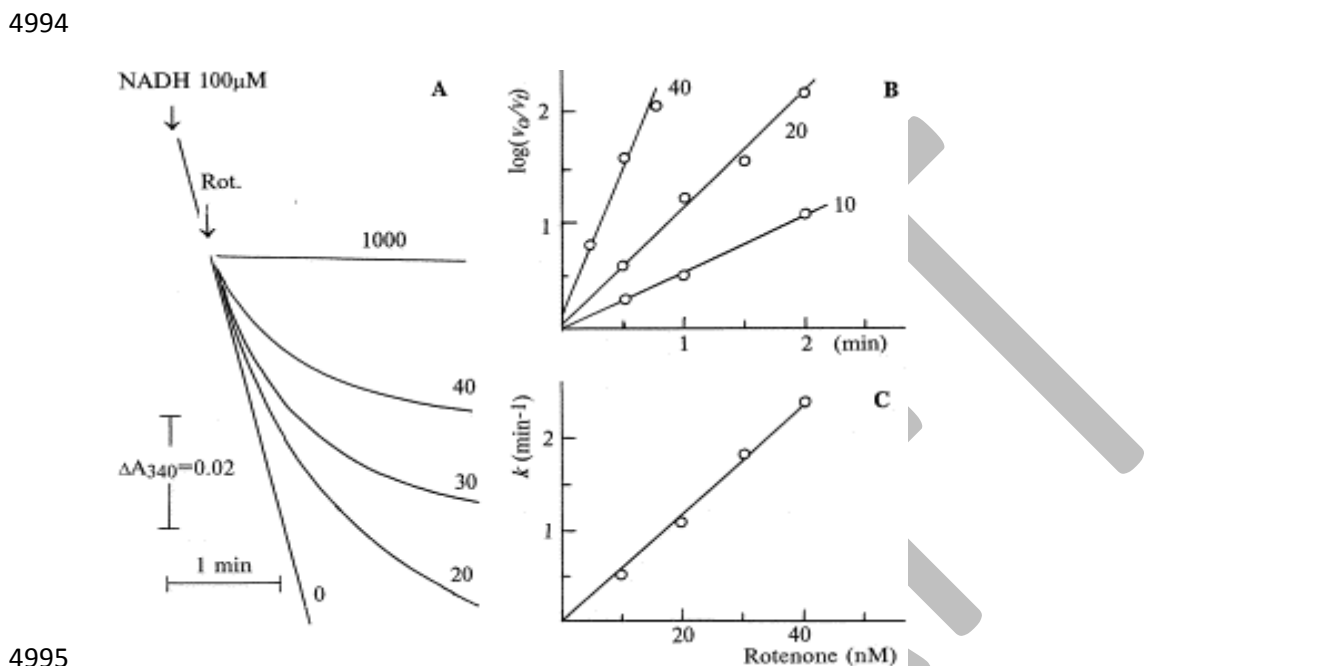 4994
NADH 100µM
A
Rot.
1000
40
30
20
0
ΔA340=0.02
1 min
B
log(vo/vt)
2
1
40
20
10
1
2
(min)
C
k (min-1)
2
1
20
40
Rotenone (nM)
4995